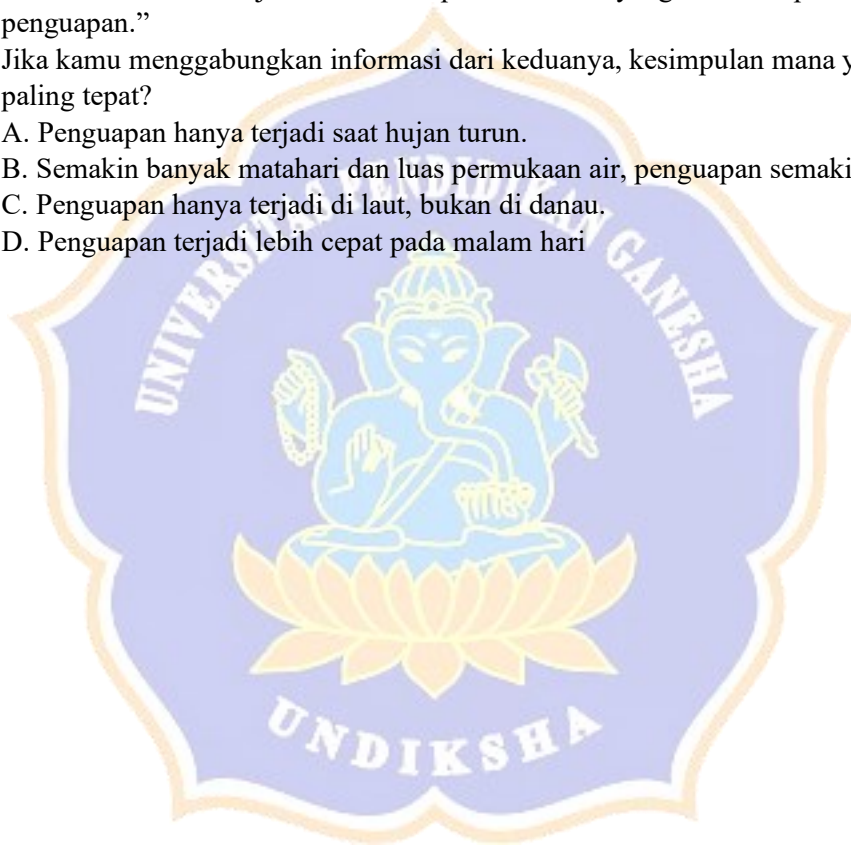 penguapan.”
Jika kamu menggabungkan informasi dari keduanya, kesimpulan mana
paling tepat?
A. Penguapan hanya terjadi saat hujan turun.
B. Semakin banyak matahari dan luas permukaan air, penguapan
C. Penguapan hanya terjadi di laut, bukan di danau.
D. Penguapan terjadi lebih cepat pada malam hari
UNIVERSITAS PENDIDIKAN GANESHA
UNDIKSHA